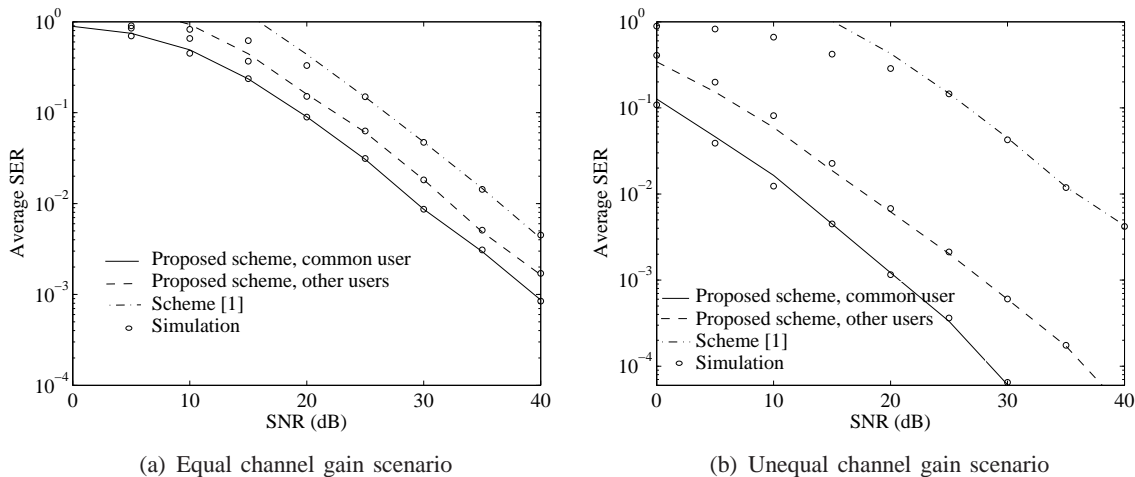 10^0
10^-1
10^-2
10^-3
10^-4
Average SER
Proposed scheme, common user
Proposed scheme, other users
Scheme [1]
Simulation
0 10 20 30 40
SNR (dB)
(a) Equal channel gain scenario
10^0
10^-1
10^-2
10^-3
10^-4
Average SER
Proposed scheme, common user
Proposed scheme, other users
Scheme [1]
Simulation
0 10 20 30 40
SNR (dB)
(b) Unequal channel gain scenario